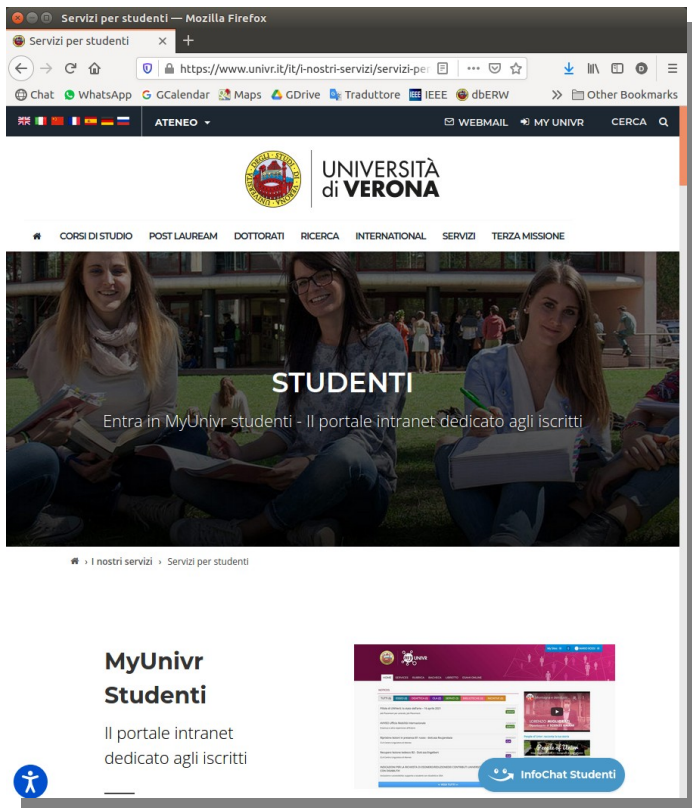 Servizi per studenti — Mozilla Firefox
Servizi per studenti
https://www.univr.it/it/i-nostri-servizi/servizi-per
Chat WhatsApp GCalendar Maps GDrive Traduttore IEEE dbERW Other Bookmarks
ATENEO WEBMAIL MY UNIVR CERCA
UNIVERSITÀ
di VERONA
CORSI DI STUDIO POST LAUREAM DOTTORATI RICERCA INTERNATIONAL SERVIZI TERZA MISSIONE
STUDENTI
Entra in MyUnivr studenti - Il portale intranet dedicato agli iscritti
› I nostri servizi › Servizi per studenti
MyUnivr
Studenti
Il portale intranet
dedicato agli iscritti
InfoChat Studenti